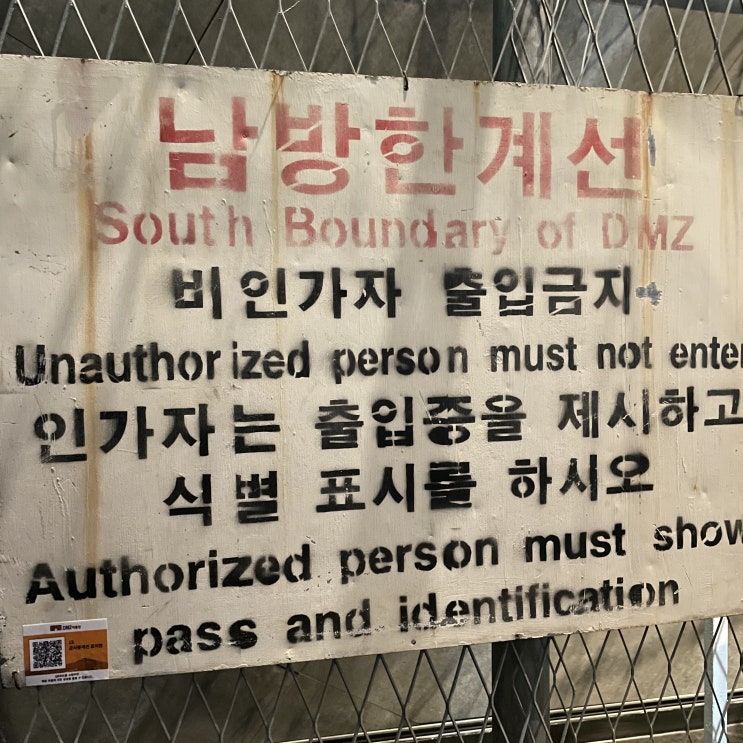 남방한계선
South Boundary of DMZ
비인가자 출입금지
Unauthorized person must not enter
인가자는 출입증을 제시하고
식별 표시를 하시오
Authorized person must show
pass and identification